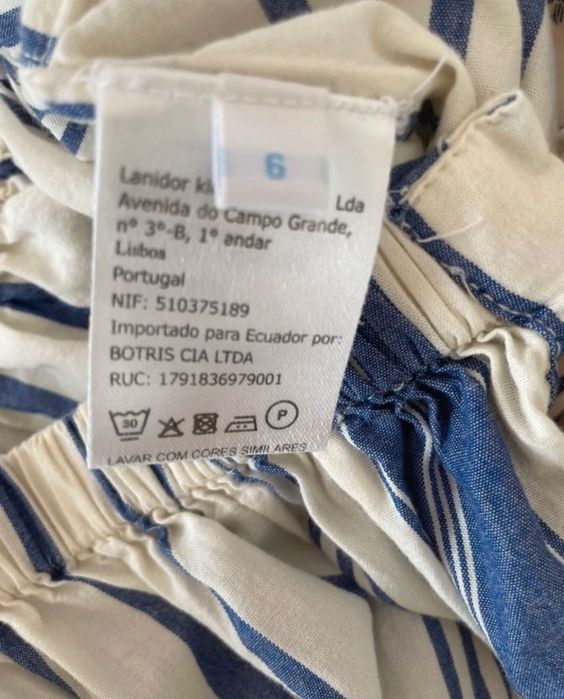 6
Lanidor
Lda
Avenida do Campo Grande,
nº 3º-B, 1º andar
Lisboa
Portugal
NIF: 510375189
Importado para Ecuador por:
BOTRIS CIA LTDA
RUC: 1791836979001
30 P
LAVAR COM CORES SIMILARES